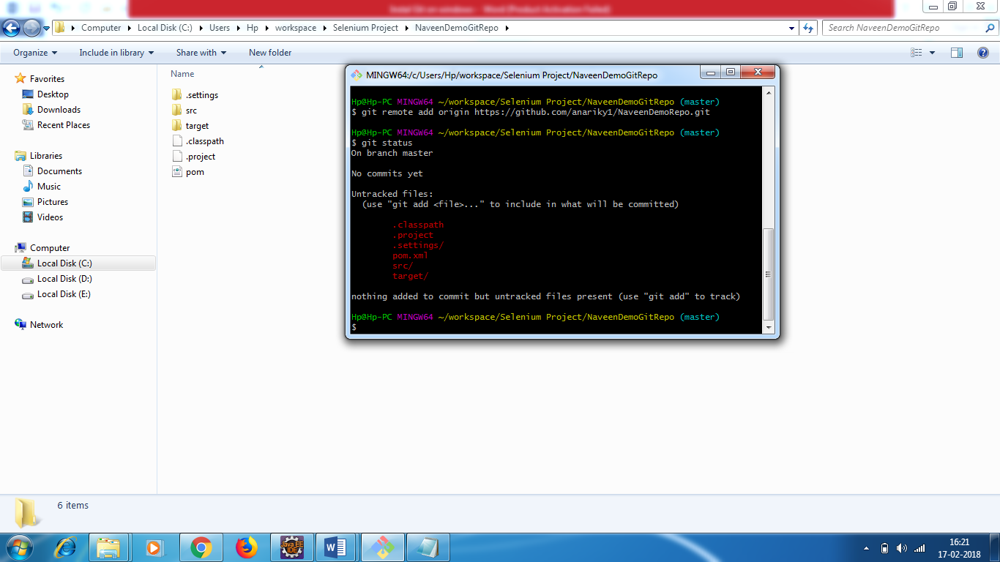 Instal Git on windows - Word (Product Activation Failed)
Computer Local Disk (C:) Users Hp workspace Selenium Project NaveenDemoGitRepo
Search NaveenDemoGitRepo
Organize Include in library Share with New folder
Favorites
Desktop
Downloads
Recent Places
Libraries
Documents
Music
Pictures
Videos
Computer
Local Disk (C:)
Local Disk (D:)
Local Disk (E:)
Network
Name
.settings
src
target
.classpath
.project
pom
MINGW64:/c/Users/Hp/workspace/Selenium Project/NaveenDemoGitRepo
Hp@Hp-PC MINGW64 ~/workspace/Selenium Project/NaveenDemoGitRepo (master)
$ git remote add origin https://github.com/anariky1/NaveenDemoRepo.git
Hp@Hp-PC MINGW64 ~/workspace/Selenium Project/NaveenDemoGitRepo (master)
$ git status
On branch master
No commits yet
Untracked files:
(use "git add <file>..." to include in what will be committed)
.classpath
.project
.settings/
pom.xml
src/
target/
nothing added to commit but untracked files present (use "git add" to track)
Hp@Hp-PC MINGW64 ~/workspace/Selenium Project/NaveenDemoGitRepo (master)
$
6 items
Java EE
IDE
W
16:21
17-02-2018